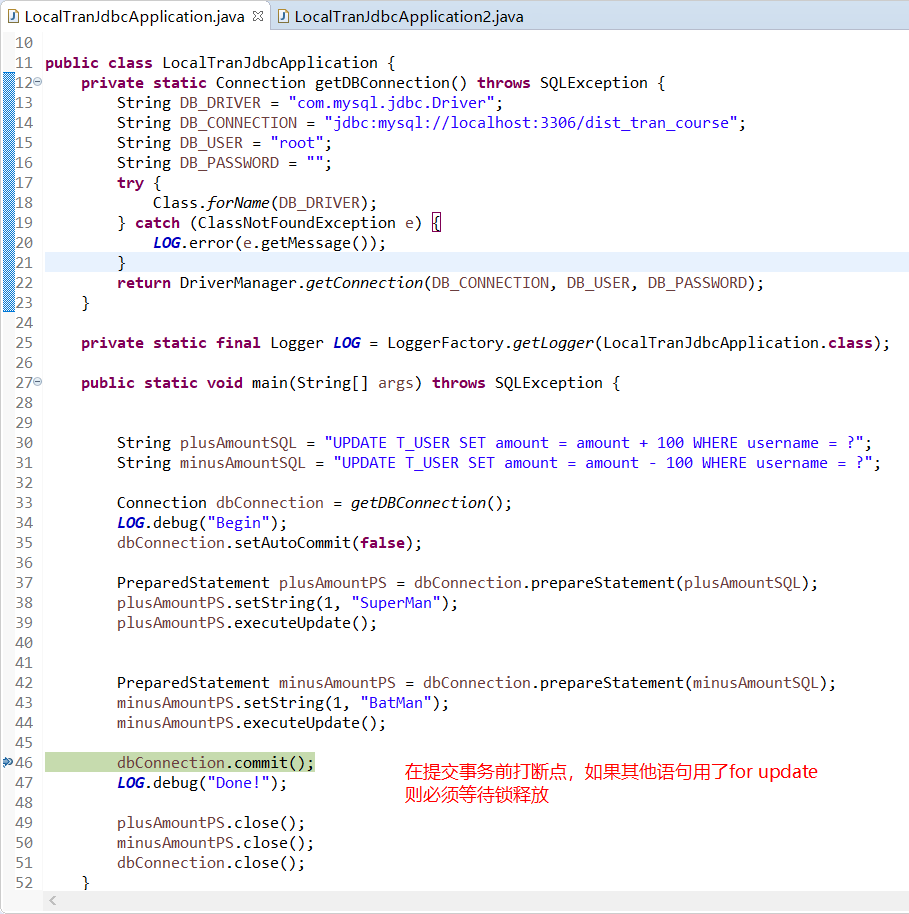 LocalTranJdbcApplication.java LocalTranJdbcApplication2.java
10
11 public class LocalTranJdbcApplication {
12 private static Connection getDBConnection() throws SQLException {
13 String DB_DRIVER = "com.mysql.jdbc.Driver";
14 String DB_CONNECTION = "jdbc:mysql://localhost:3306/dist_tran_course";
15 String DB_USER = "root";
16 String DB_PASSWORD = "";
17 try {
18 Class.forName(DB_DRIVER);
19 } catch (ClassNotFoundException e) {
20 LOG.error(e.getMessage());
21 }
22 return DriverManager.getConnection(DB_CONNECTION, DB_USER, DB_PASSWORD);
23 }
24
25 private static final Logger LOG = LoggerFactory.getLogger(LocalTranJdbcApplication.class);
26
27 public static void main(String[] args) throws SQLException {
28
29
30 String plusAmountSQL = "UPDATE T_USER SET amount = amount + 100 WHERE username = ?";
31 String minusAmountSQL = "UPDATE T_USER SET amount = amount - 100 WHERE username = ?";
32
33 Connection dbConnection = getDBConnection();
34 LOG.debug("Begin");
35 dbConnection.setAutoCommit(false);
36
37 PreparedStatement plusAmountPS = dbConnection.prepareStatement(plusAmountSQL);
38 plusAmountPS.setString(1, "SuperMan");
39 plusAmountPS.executeUpdate();
40
41
42 PreparedStatement minusAmountPS = dbConnection.prepareStatement(minusAmountSQL);
43 minusAmountPS.setString(1, "BatMan");
44 minusAmountPS.executeUpdate();
45
46 dbConnection.commit();
47 LOG.debug("Done!");
在提交事务前打断点，如果其他语句用了for update
则必须等待锁释放
48
49 plusAmountPS.close();
50 minusAmountPS.close();
51 dbConnection.close();
52 }